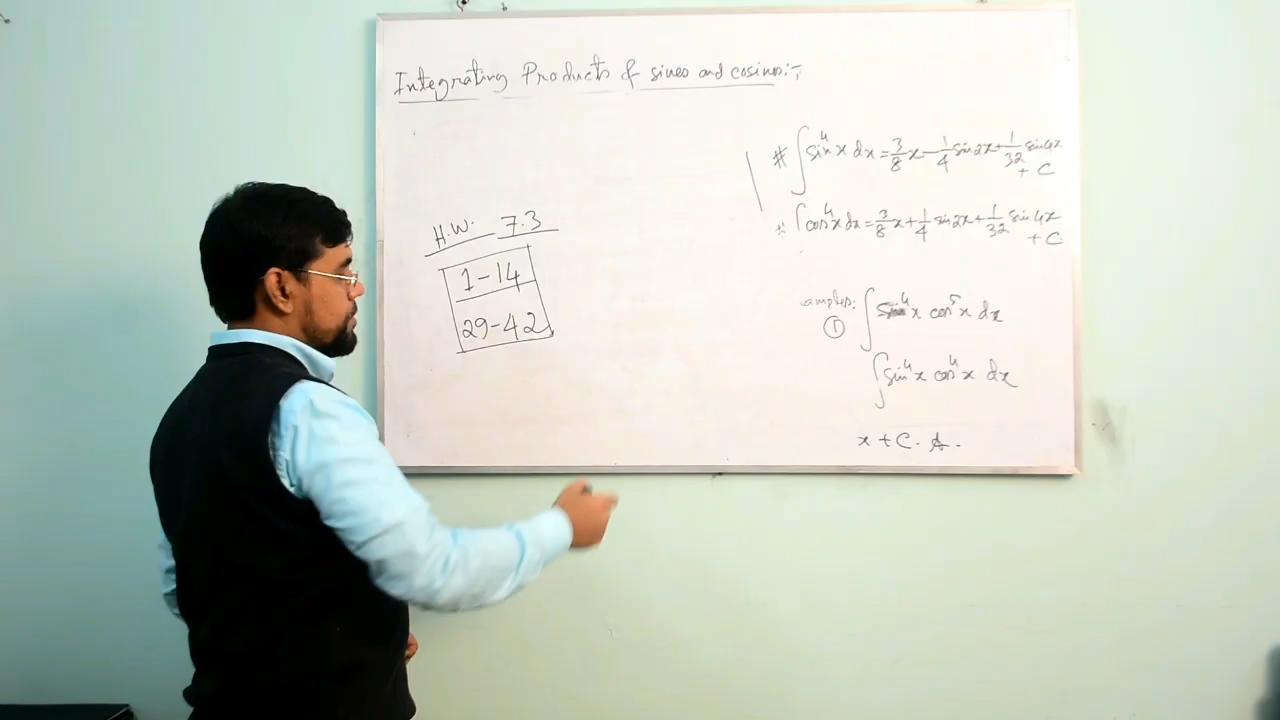 Integrating Products of sines and cosines:-
H.W. 7.3
1-14
29-42
# ∫ sin⁴x dx = 3/8 x - 1/4 sin2x + 1/32 sin4x
+ C
∫ cos⁴x dx = 3/8 x + 1/4 sin2x + 1/32 sin4x
+ C
amples:
① ∫ sin⁴x cos⁵x dx
∫ sin⁴x cos⁴x dx
x + C.